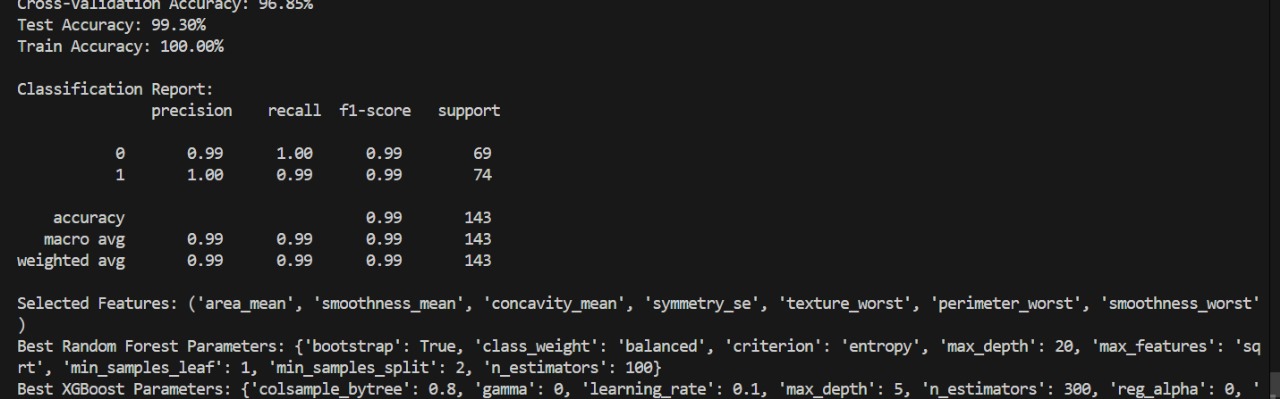 Cross-Validation Accuracy: 96.85%
Test Accuracy: 99.30%
Train Accuracy: 100.00%
Classification Report:
precision recall f1-score support
0 0.99 1.00 0.99 69
1 1.00 0.99 0.99 74
accuracy 0.99 143
macro avg 0.99 0.99 0.99 143
weighted avg 0.99 0.99 0.99 143
Selected Features: ('area_mean', 'smoothness_mean', 'concavity_mean', 'symmetry_se', 'texture_worst', 'perimeter_worst', 'smoothness_worst'
)
Best Random Forest Parameters: {'bootstrap': True, 'class_weight': 'balanced', 'criterion': 'entropy', 'max_depth': 20, 'max_features': 'sq
rt', 'min_samples_leaf': 1, 'min_samples_split': 2, 'n_estimators': 100}
Best XGBoost Parameters: {'colsample_bytree': 0.8, 'gamma': 0, 'learning_rate': 0.1, 'max_depth': 5, 'n_estimators': 300, 'reg_alpha': 0, '